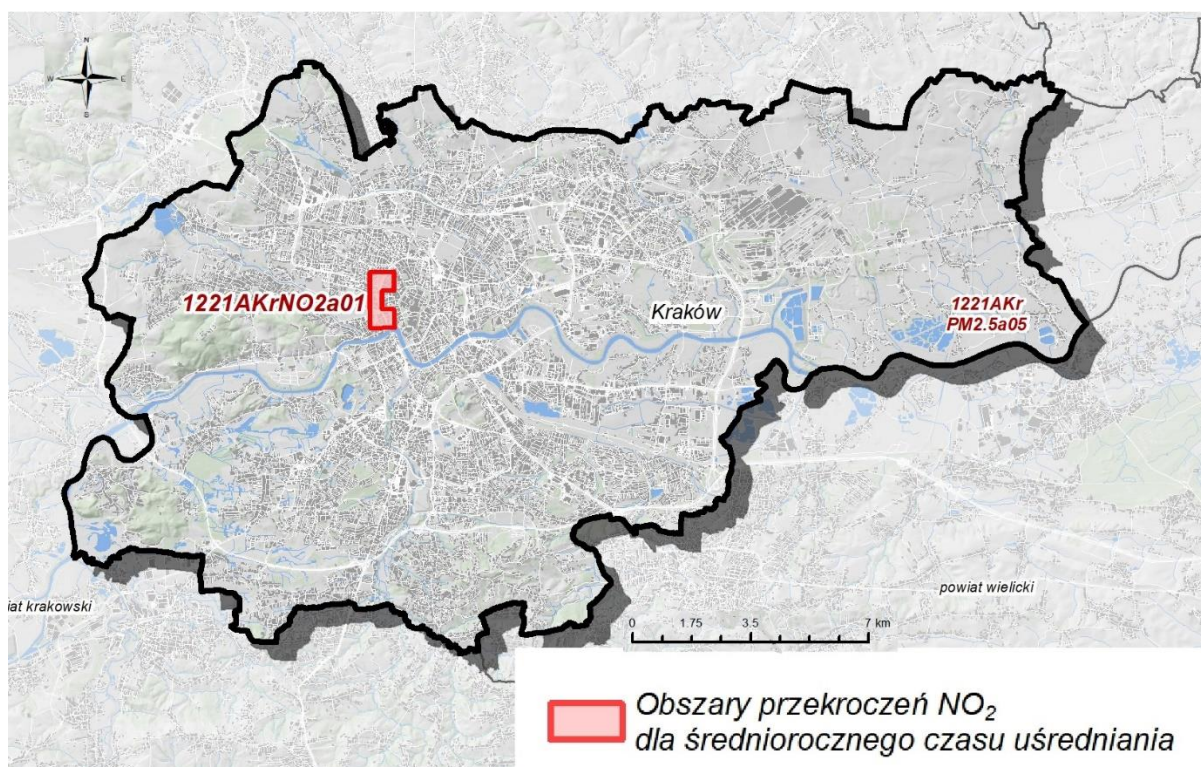 N
W E
S
1221AKrNO2a01
Kraków
1221AKr
PM2.5a05
iat krakowski
powiat wielicki
0 1.75 3.5 7 km
Obszary przekroczeń NO₂
dla średniorocznego czasu uśredniania